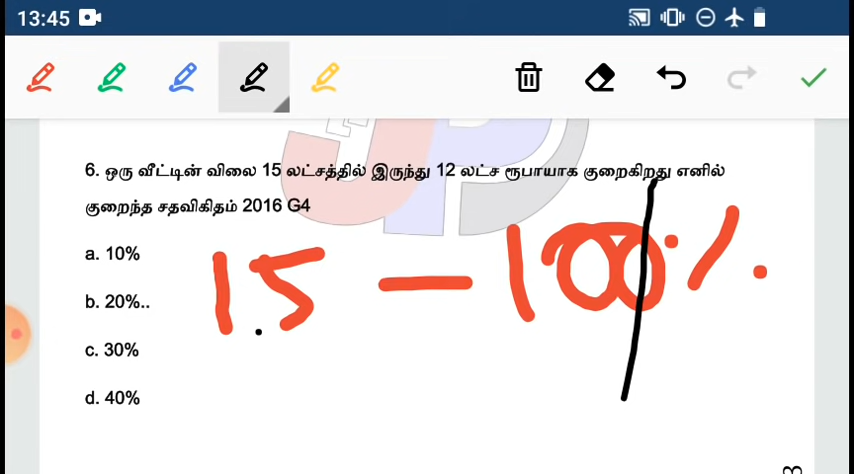 13:45
6. ஒரு வீட்டின் விலை 15 லட்சத்தில் இருந்து 12 லட்ச ரூபாயாக குறைகிறது எனில்
குறைந்த சதவிகிதம் 2016 G4
a. 10%
b. 20%..
c. 30%
d. 40%
15 — 100%